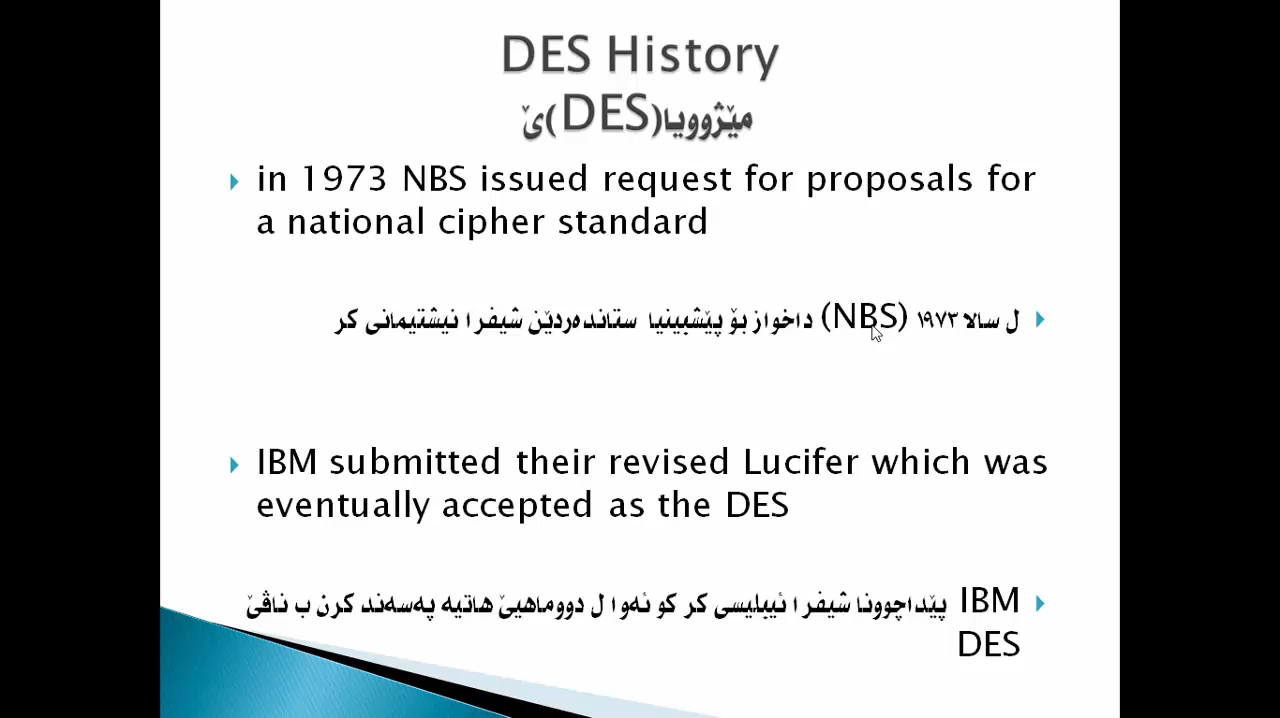 DES History
مێژوویا(DES)ێ
in 1973 NBS issued request for proposals for
a national cipher standard
ل سالا ١٩٧٣ (NBS) داخواز بۆ پێشبینیا ستاندەردێن شیفرا نیشتیمانی کر
IBM submitted their revised Lucifer which was
eventually accepted as the DES
IBM پێداچوونا شیفرا ئیبلیسی کر کو ئەوا ل دووماهیێ هاتیە پەسەند کرن ب ناڤێ
DES